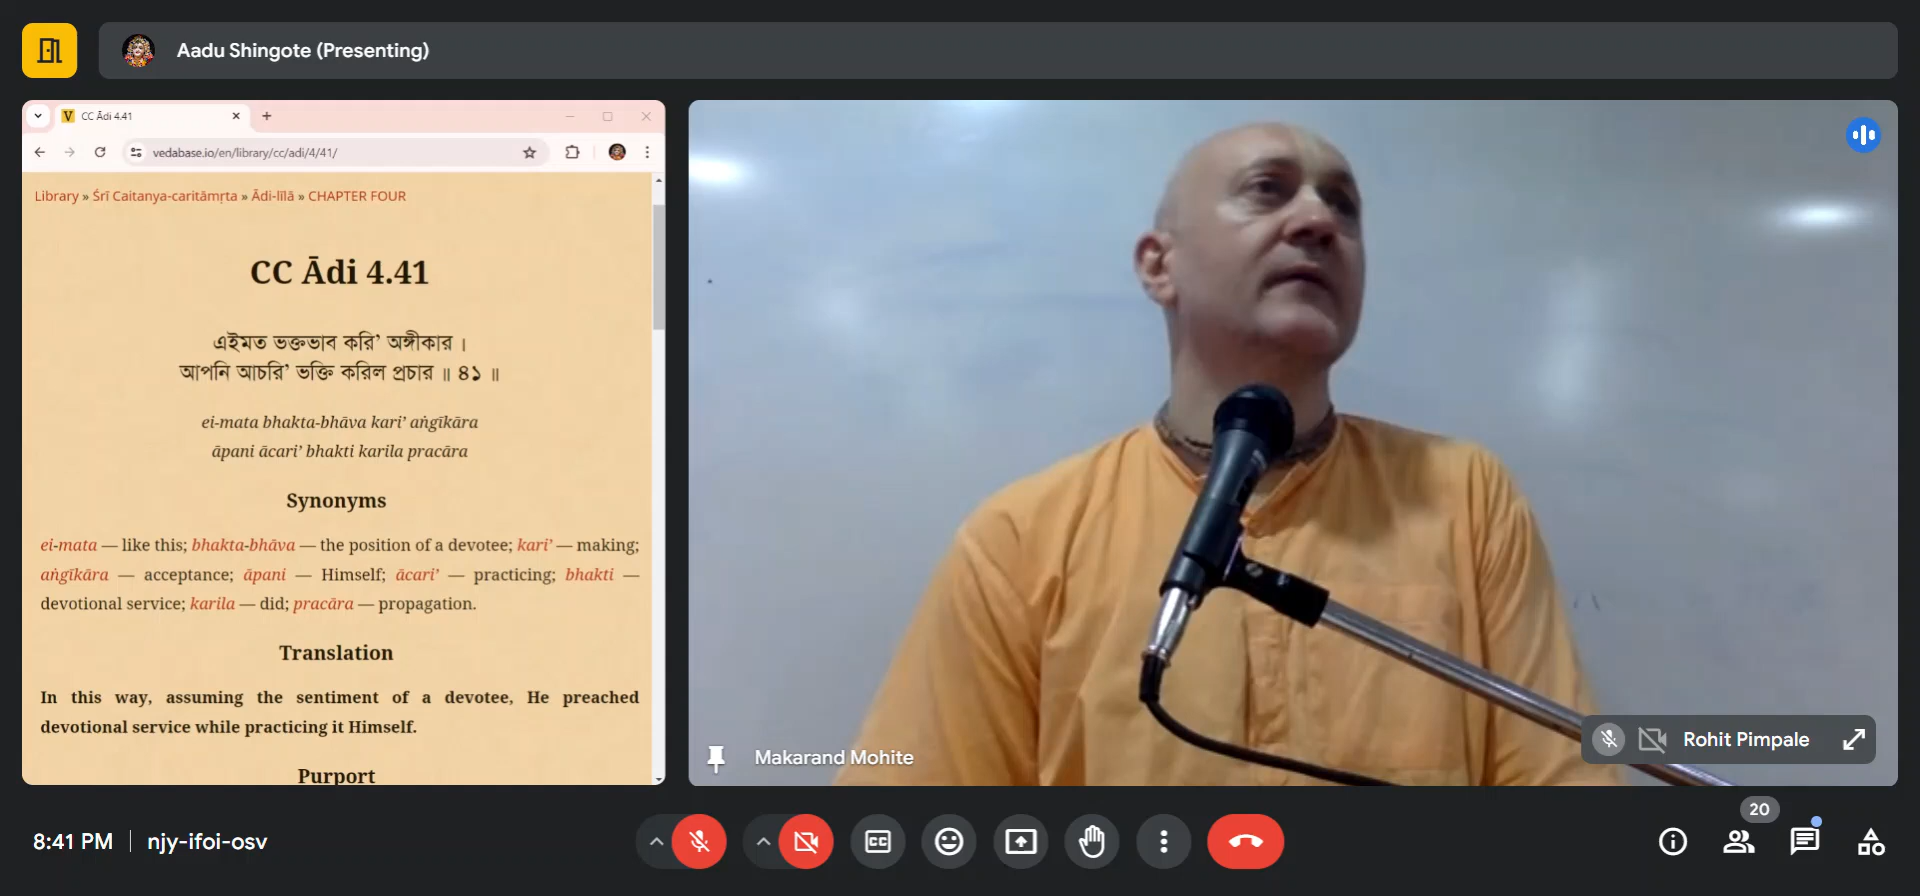 Aadu Shingote (Presenting)
V CC Ādi 4.41
vedabase.io/en/library/cc/adi/4/41/
Library » Śrī Caitanya-caritāmṛta » Ādi-līlā » CHAPTER FOUR
CC Ādi 4.41
এইমত ভক্তভাব করি’ অঙ্গীকার ।
আপনি আচরি’ ভক্তি করিল প্রচার ॥ ৪১ ॥
ei-mata bhakta-bhāva kari’ aṅgīkāra
āpani ācari’ bhakti karila pracāra
Synonyms
ei-mata — like this; bhakta-bhāva — the position of a devotee; kari’ — making;
aṅgīkāra — acceptance; āpani — Himself; ācari’ — practicing; bhakti —
devotional service; karila — did; pracāra — propagation.
Translation
In this way, assuming the sentiment of a devotee, He preached
devotional service while practicing it Himself.
Purport
Makarand Mohite
Rohit Pimpale
8:41 PM | njy-ifoi-osv
CC
20